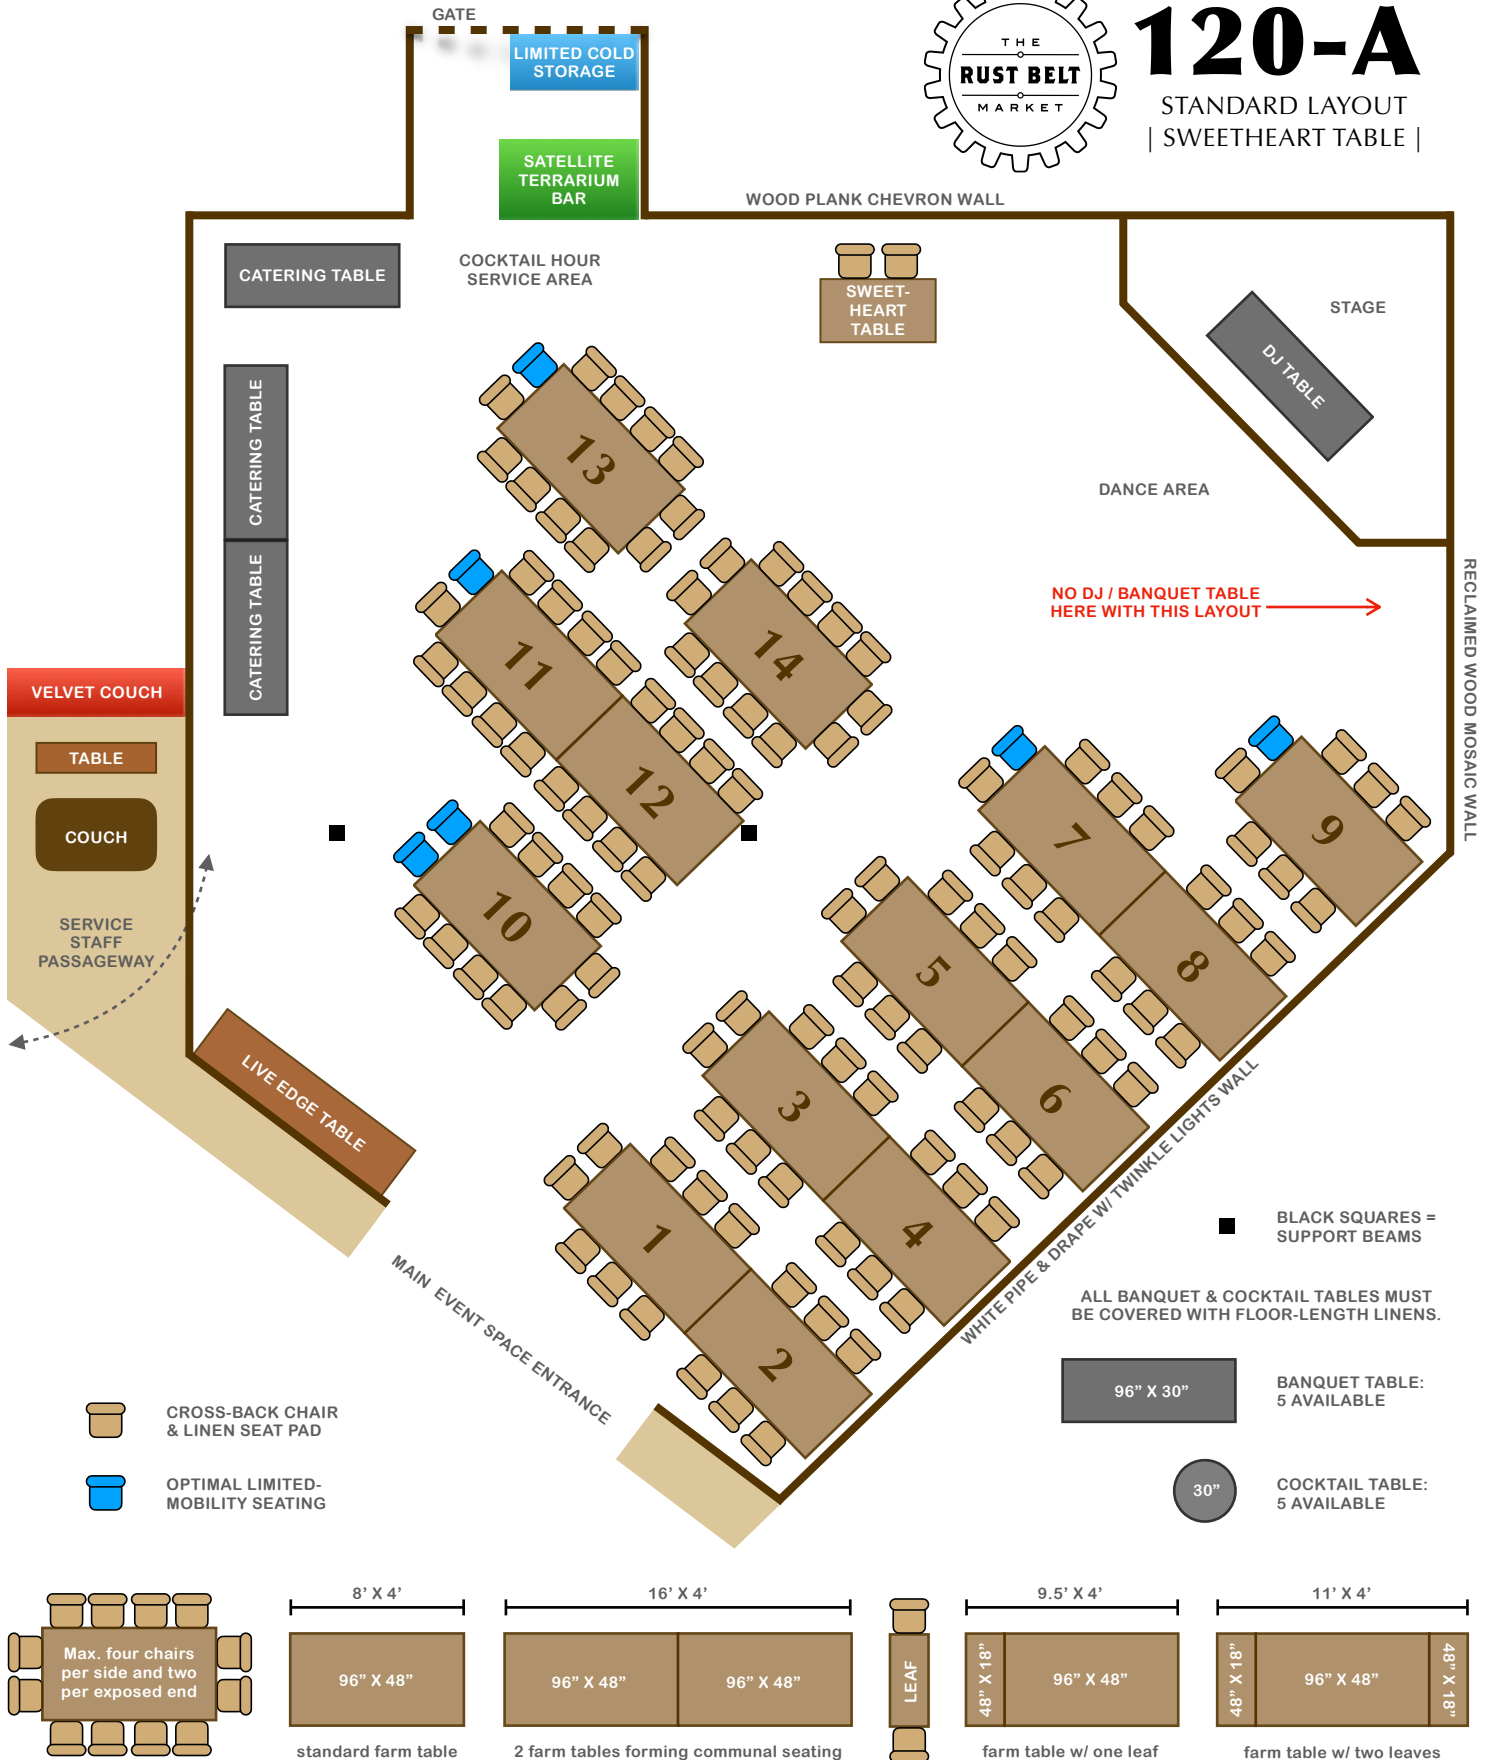 GATE
THE
RUST BELT
MARKET
120-A
STANDARD LAYOUT
| SWEETHEART TABLE |
LIMITED COLD
STORAGE
SATELLITE
TERRARIUM
BAR
WOOD PLANK CHEVRON WALL
CATERING TABLE
COCKTAIL HOUR
SERVICE AREA
SWEET-
HEART
TABLE
STAGE
DJ TABLE
CATERING TABLE
CATERING TABLE
13
DANCE AREA
NO DJ / BANQUET TABLE
HERE WITH THIS LAYOUT
RECLAIMED WOOD MOSAIC WALL
11
14
12
VELVET COUCH
TABLE
COUCH
SERVICE
STAFF
PASSAGEWAY
10
7
9
5
8
3
6
1
4
2
LIVE EDGE TABLE
MAIN EVENT SPACE ENTRANCE
WHITE PIPE & DRAPE W/ TWINKLE LIGHTS WALL
BLACK SQUARES =
SUPPORT BEAMS
ALL BANQUET & COCKTAIL TABLES MUST
BE COVERED WITH FLOOR-LENGTH LINENS.
96” X 30”
BANQUET TABLE:
5 AVAILABLE
30”
COCKTAIL TABLE:
5 AVAILABLE
CROSS-BACK CHAIR
& LINEN SEAT PAD
OPTIMAL LIMITED-
MOBILITY SEATING
Max. four chairs
per side and two
per exposed end
8’ X 4’
96” X 48”
standard farm table
16’ X 4’
96” X 48”
96” X 48”
2 farm tables forming communal seating
LEAF
9.5’ X 4’
48” X 18”
96” X 48”
farm table w/ one leaf
11’ X 4’
48” X 18”
96” X 48”
48” X 18”
farm table w/ two leaves